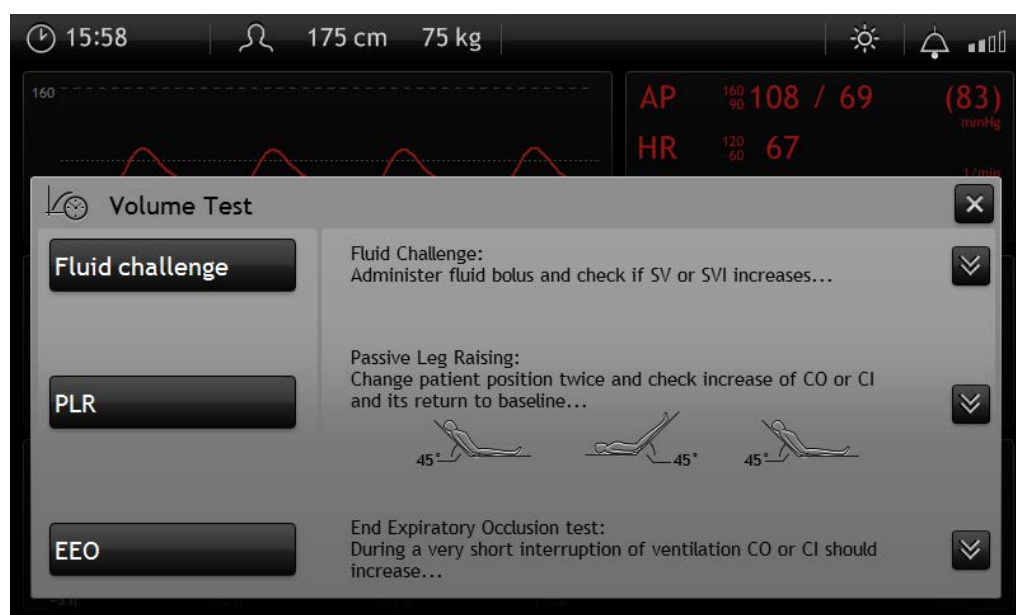 15:58 175 cm 75 kg
160
AP 160 90 108 / 69 (83)
mmHg
HR 120 60 67
1/min
Volume Test
Fluid challenge
Fluid Challenge:
Administer fluid bolus and check if SV or SVI increases...
PLR
Passive Leg Raising:
Change patient position twice and check increase of CO or CI
and its return to baseline...
45° 45° 45°
EEO
End Expiratory Occlusion test:
During a very short interruption of ventilation CO or CI should
increase...